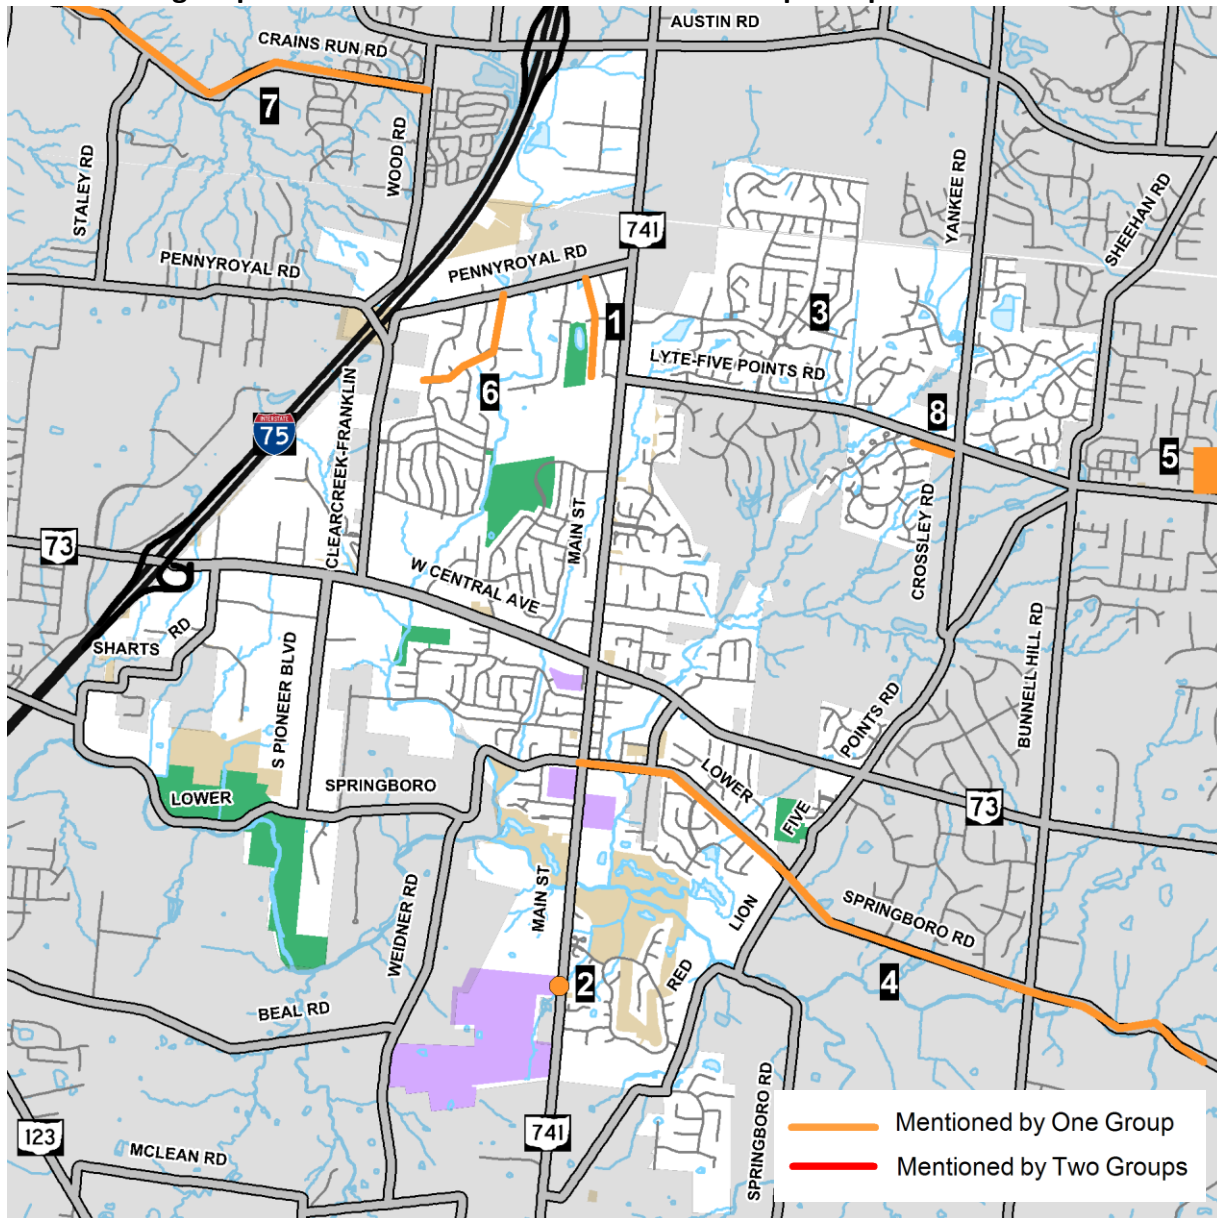 AUSTIN RD
CRAINS RUN RD
7
WOOD RD
STALEY RD
YANKEE RD
SHEEHAN RD
741
PENNYROYAL RD
PENNYROYAL RD
3
1
LYTE-FIVE POINTS RD
6
8
INTERSTATE
75
CLEARCREEK-FRANKLIN
5
MAIN ST
CROSSLEY RD
73
W CENTRAL AVE
SHARTS RD
S PIONEER BLVD
BUNNELL HILL RD
POINTS RD
LOWER
SPRINGBORO
LOWER
FIVE
73
MAIN ST
LION
SPRINGBORO RD
WEIDNER RD
RED
2
4
BEAL RD
SPRINGBORO RD
741
123
MCLEAN RD
Mentioned by One Group
Mentioned by Two Groups